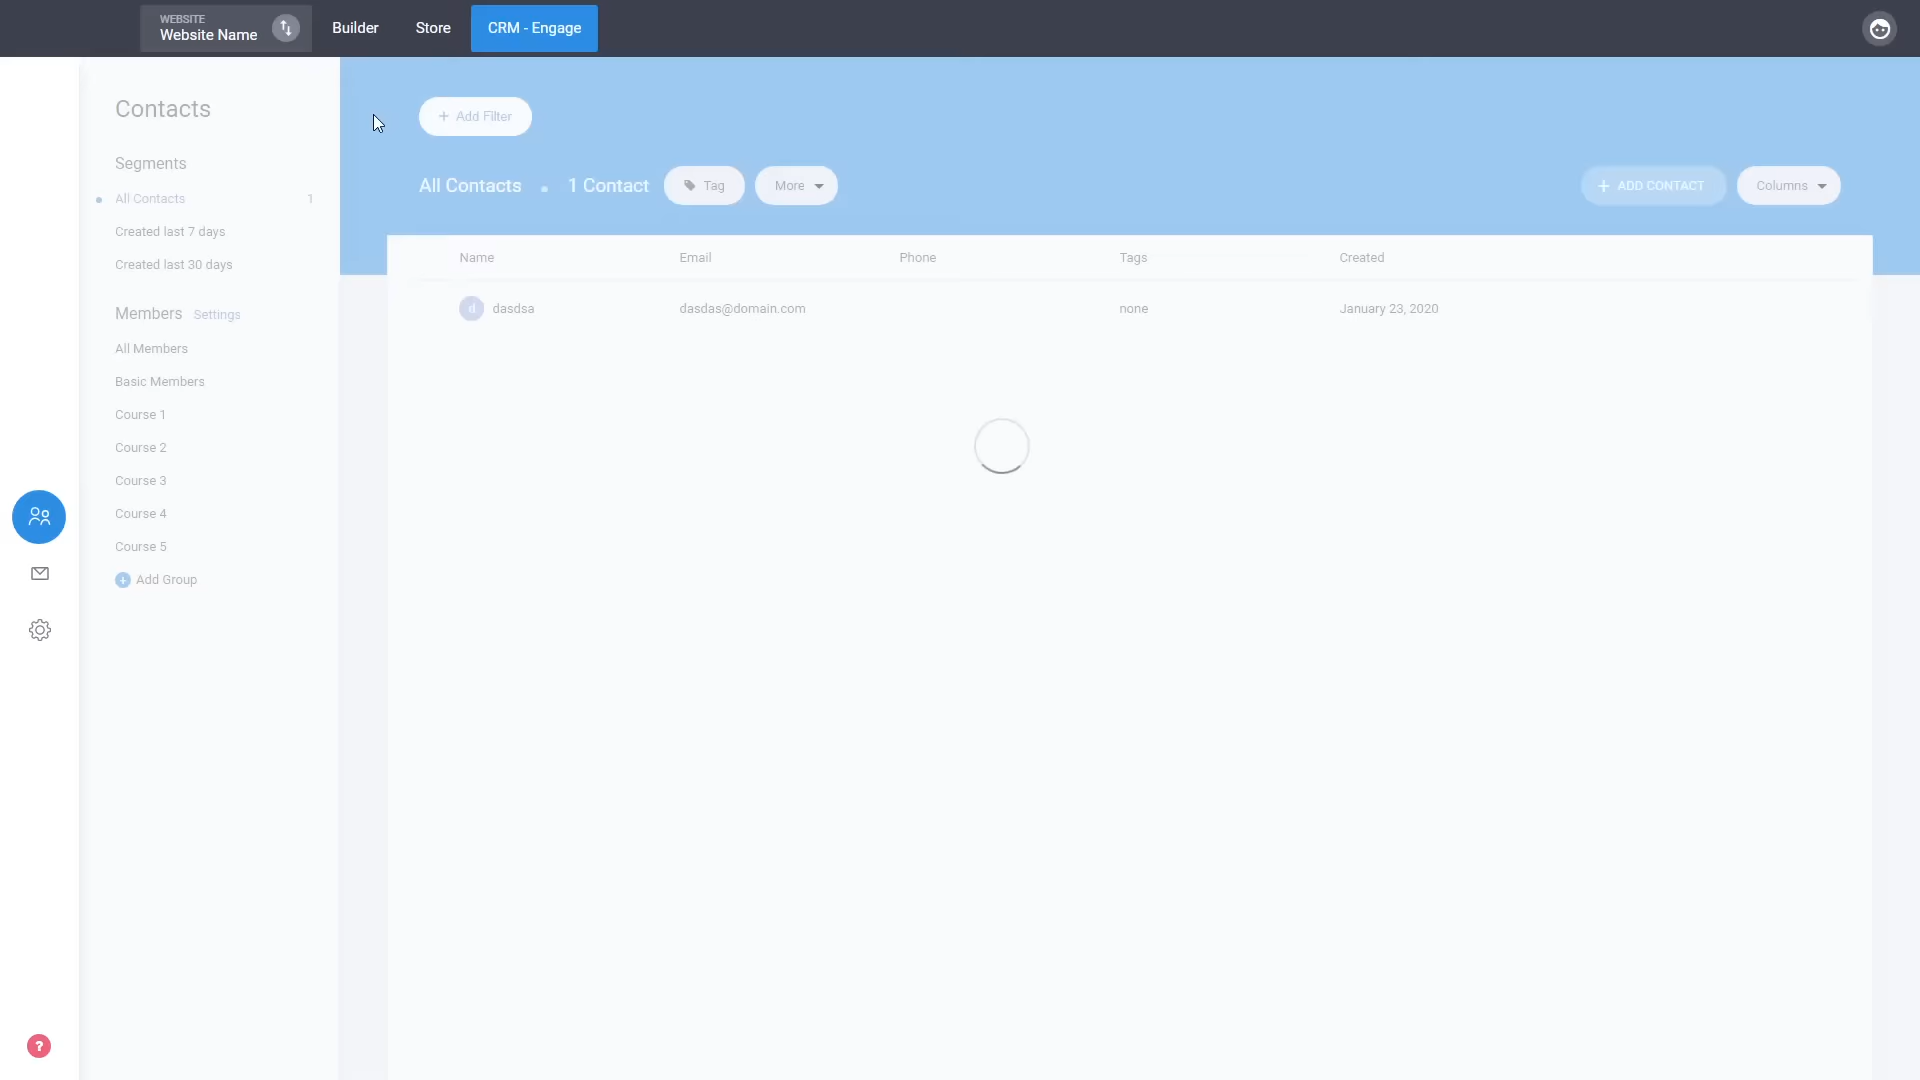 WEBSITE
Website Name
Builder
Store
CRM - Engage
Contacts
Segments
All Contacts 1
Created last 7 days
Created last 30 days
Members Settings
All Members
Basic Members
Course 1
Course 2
Course 3
Course 4
Course 5
+ Add Group
?
+ Add Filter
All Contacts • 1 Contact
Tag
More
+ ADD CONTACT
Columns
Name Email Phone Tags Created
d dasdsa dasdas@domain.com none January 23, 2020